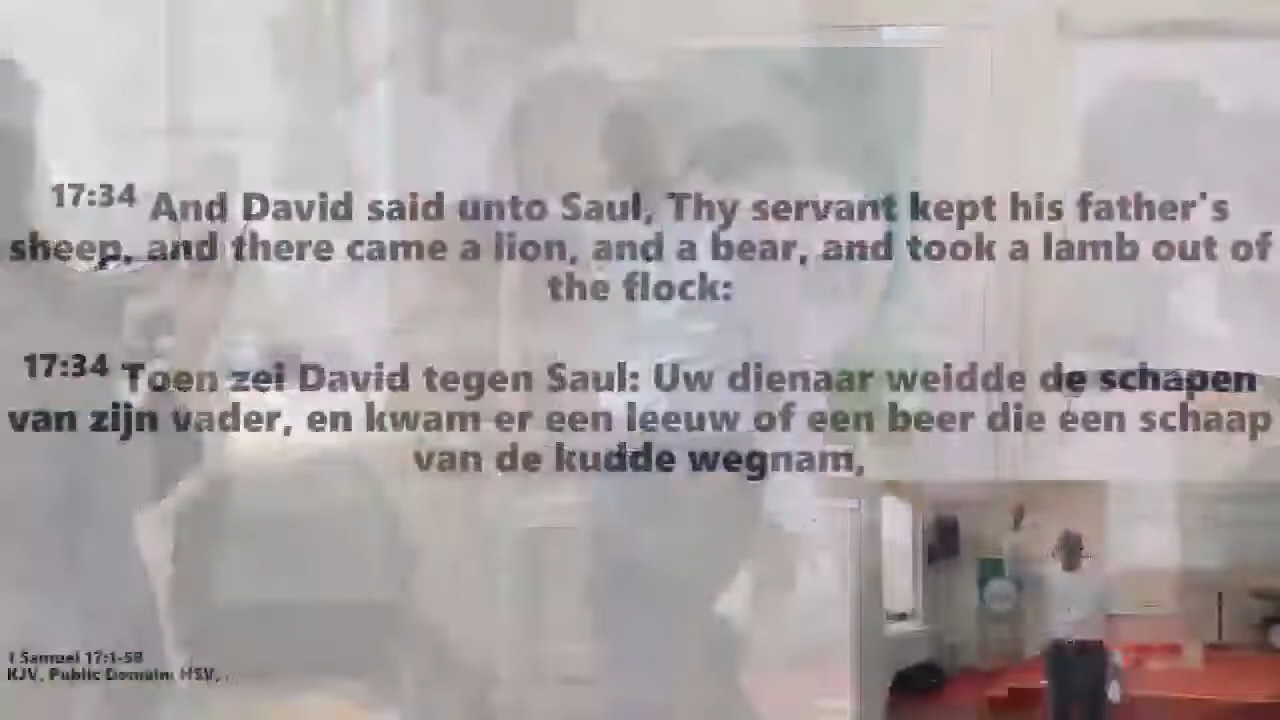 17:34 And David said unto Saul, Thy servant kept his father's
sheep, and there came a lion, and a bear, and took a lamb out of
the flock:
17:34 Toen zei David tegen Saul: Uw dienaar weidde de schapen
van zijn vader, en kwam er een leeuw of een beer die een schaap
van de kudde wegnam,
1 Samuel 17:1-58
KJV, Public Domain: HSV, .